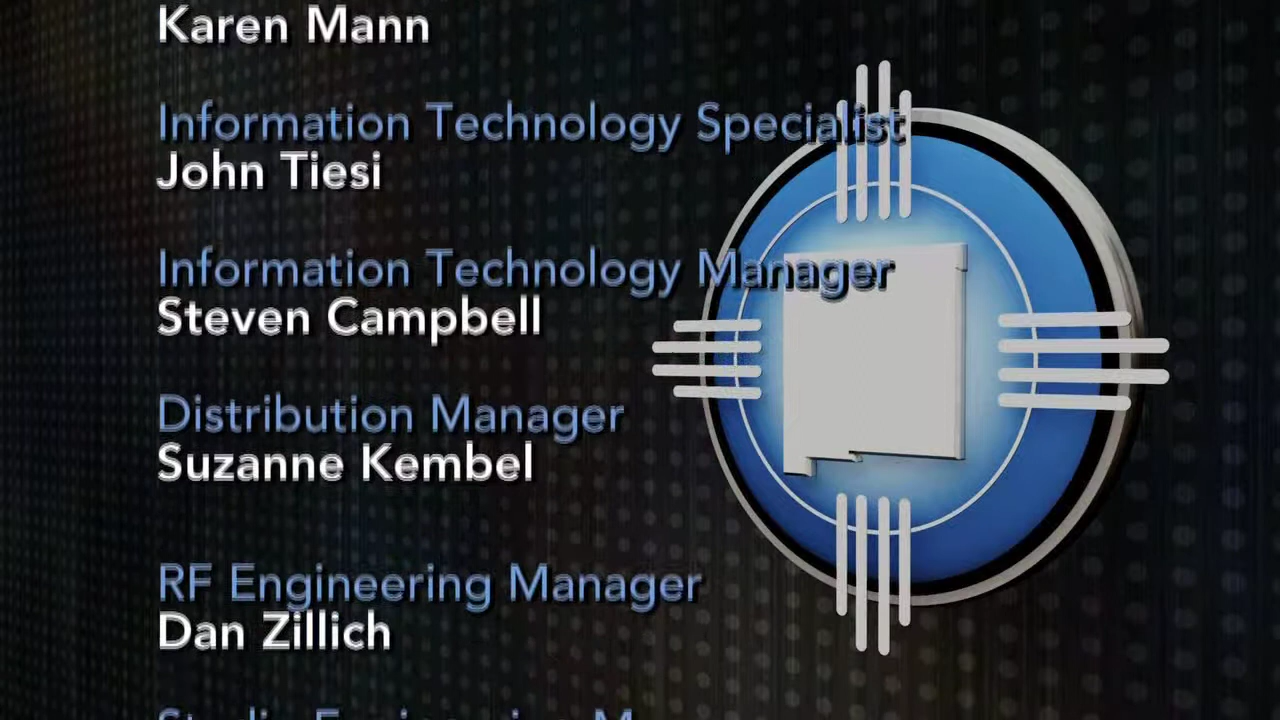 Karen Mann
Information Technology Specialist
John Tiesi
Information Technology Manager
Steven Campbell
Distribution Manager
Suzanne Kembel
RF Engineering Manager
Dan Zillich